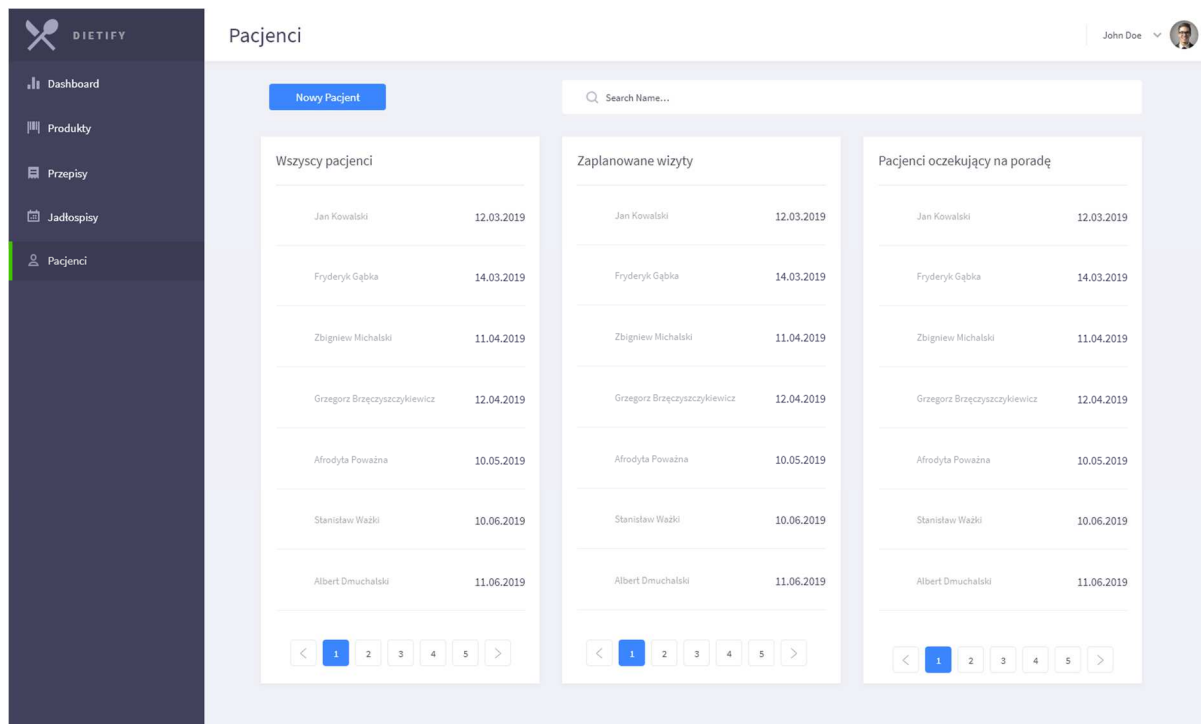 DIETIFY
Pacjenci
John Doe
Dashboard
Produkty
Przepisy
Jadłospisy
Pacjenci
Nowy Pacjent
Search Name...
Wszyscy pacjenci
Jan Kowalski 12.03.2019
Fryderyk Gąbka 14.03.2019
Zbigniew Michalski 11.04.2019
Grzegorz Brzęczyszczykiewicz 12.04.2019
Afrodyta Poważna 10.05.2019
Stanisław Ważki 10.06.2019
Albert Dmuchalski 11.06.2019
1 2 3 4 5
Zaplanowane wizyty
Jan Kowalski 12.03.2019
Fryderyk Gąbka 14.03.2019
Zbigniew Michalski 11.04.2019
Grzegorz Brzęczyszczykiewicz 12.04.2019
Afrodyta Poważna 10.05.2019
Stanisław Ważki 10.06.2019
Albert Dmuchalski 11.06.2019
1 2 3 4 5
Pacjenci oczekujący na poradę
Jan Kowalski 12.03.2019
Fryderyk Gąbka 14.03.2019
Zbigniew Michalski 11.04.2019
Grzegorz Brzęczyszczykiewicz 12.04.2019
Afrodyta Poważna 10.05.2019
Stanisław Ważki 10.06.2019
Albert Dmuchalski 11.06.2019
1 2 3 4 5